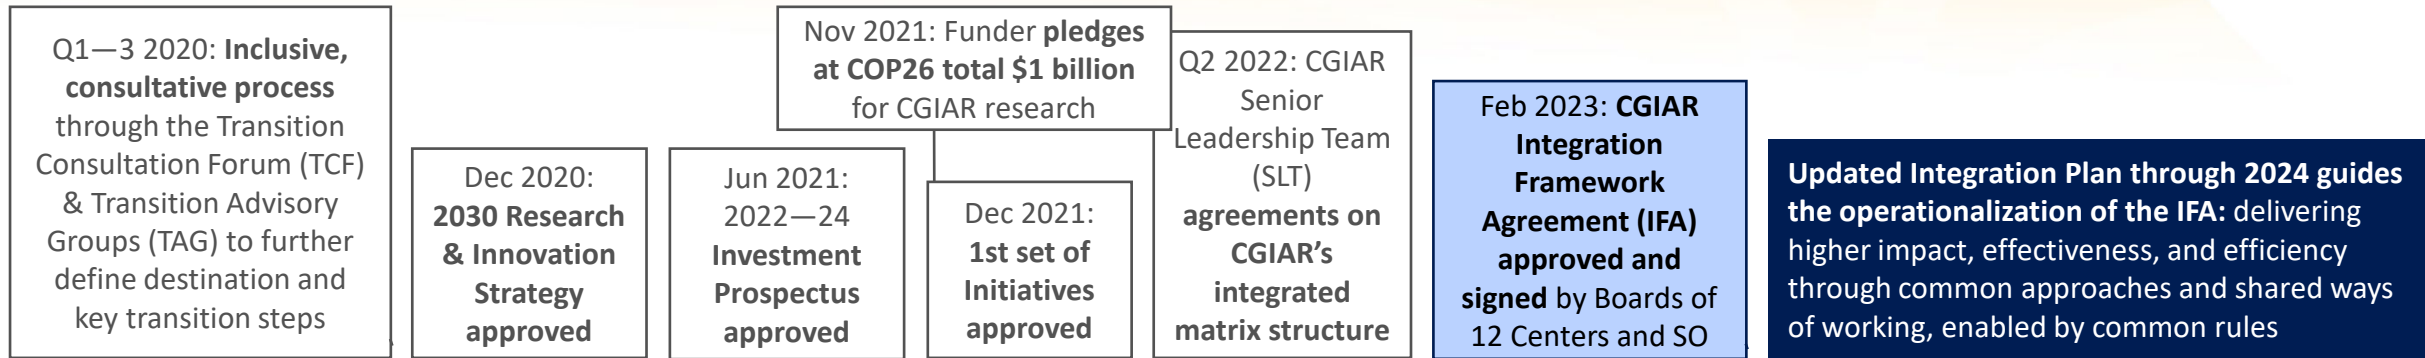 Q1—3 2020: Inclusive,
consultative process
through the Transition
Consultation Forum (TCF)
& Transition Advisory
Groups (TAG) to further
define destination and
key transition steps
Dec 2020:
2030 Research
& Innovation
Strategy
approved
Jun 2021:
2022—24
Investment
Prospectus
approved
Nov 2021: Funder pledges
at COP26 total $1 billion
for CGIAR research
Dec 2021:
1st set of
Initiatives
approved
Q2 2022: CGIAR
Senior
Leadership Team
(SLT)
agreements on
CGIAR's
integrated
matrix structure
Feb 2023: CGIAR
Integration
Framework
Agreement (IFA)
approved and
signed by Boards of
12 Centers and SO
Updated Integration Plan through 2024 guides
the operationalization of the IFA: delivering
higher impact, effectiveness, and efficiency
through common approaches and shared ways
of working, enabled by common rules